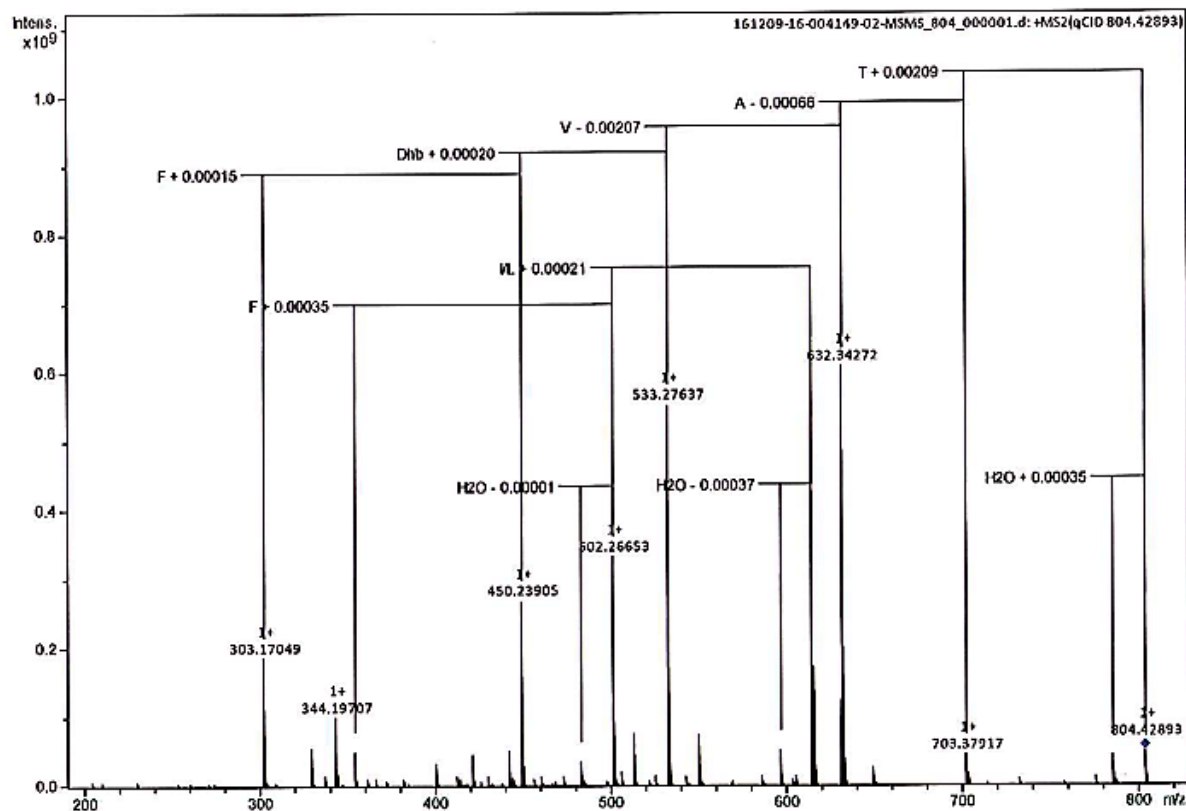 Intens.
x10⁹
161209-16-004149-02-MSMS_804_000001.d: +MS2(qCID 804.42893)
T + 0.00209
1.0
A - 0.00066
V - 0.00207
Dhb + 0.00020
F + 0.00015
0.8
I/L + 0.00021
F + 0.00035
1+
632.34272
0.6
1+
533.27637
H2O - 0.00001
H2O - 0.00037
H2O + 0.00035
0.4
1+
502.26653
1+
450.23905
1+
303.17049
0.2
1+
344.19707
1+
703.37917
1+
804.42893
0.0
200
300
400
500
600
700
800
m/z